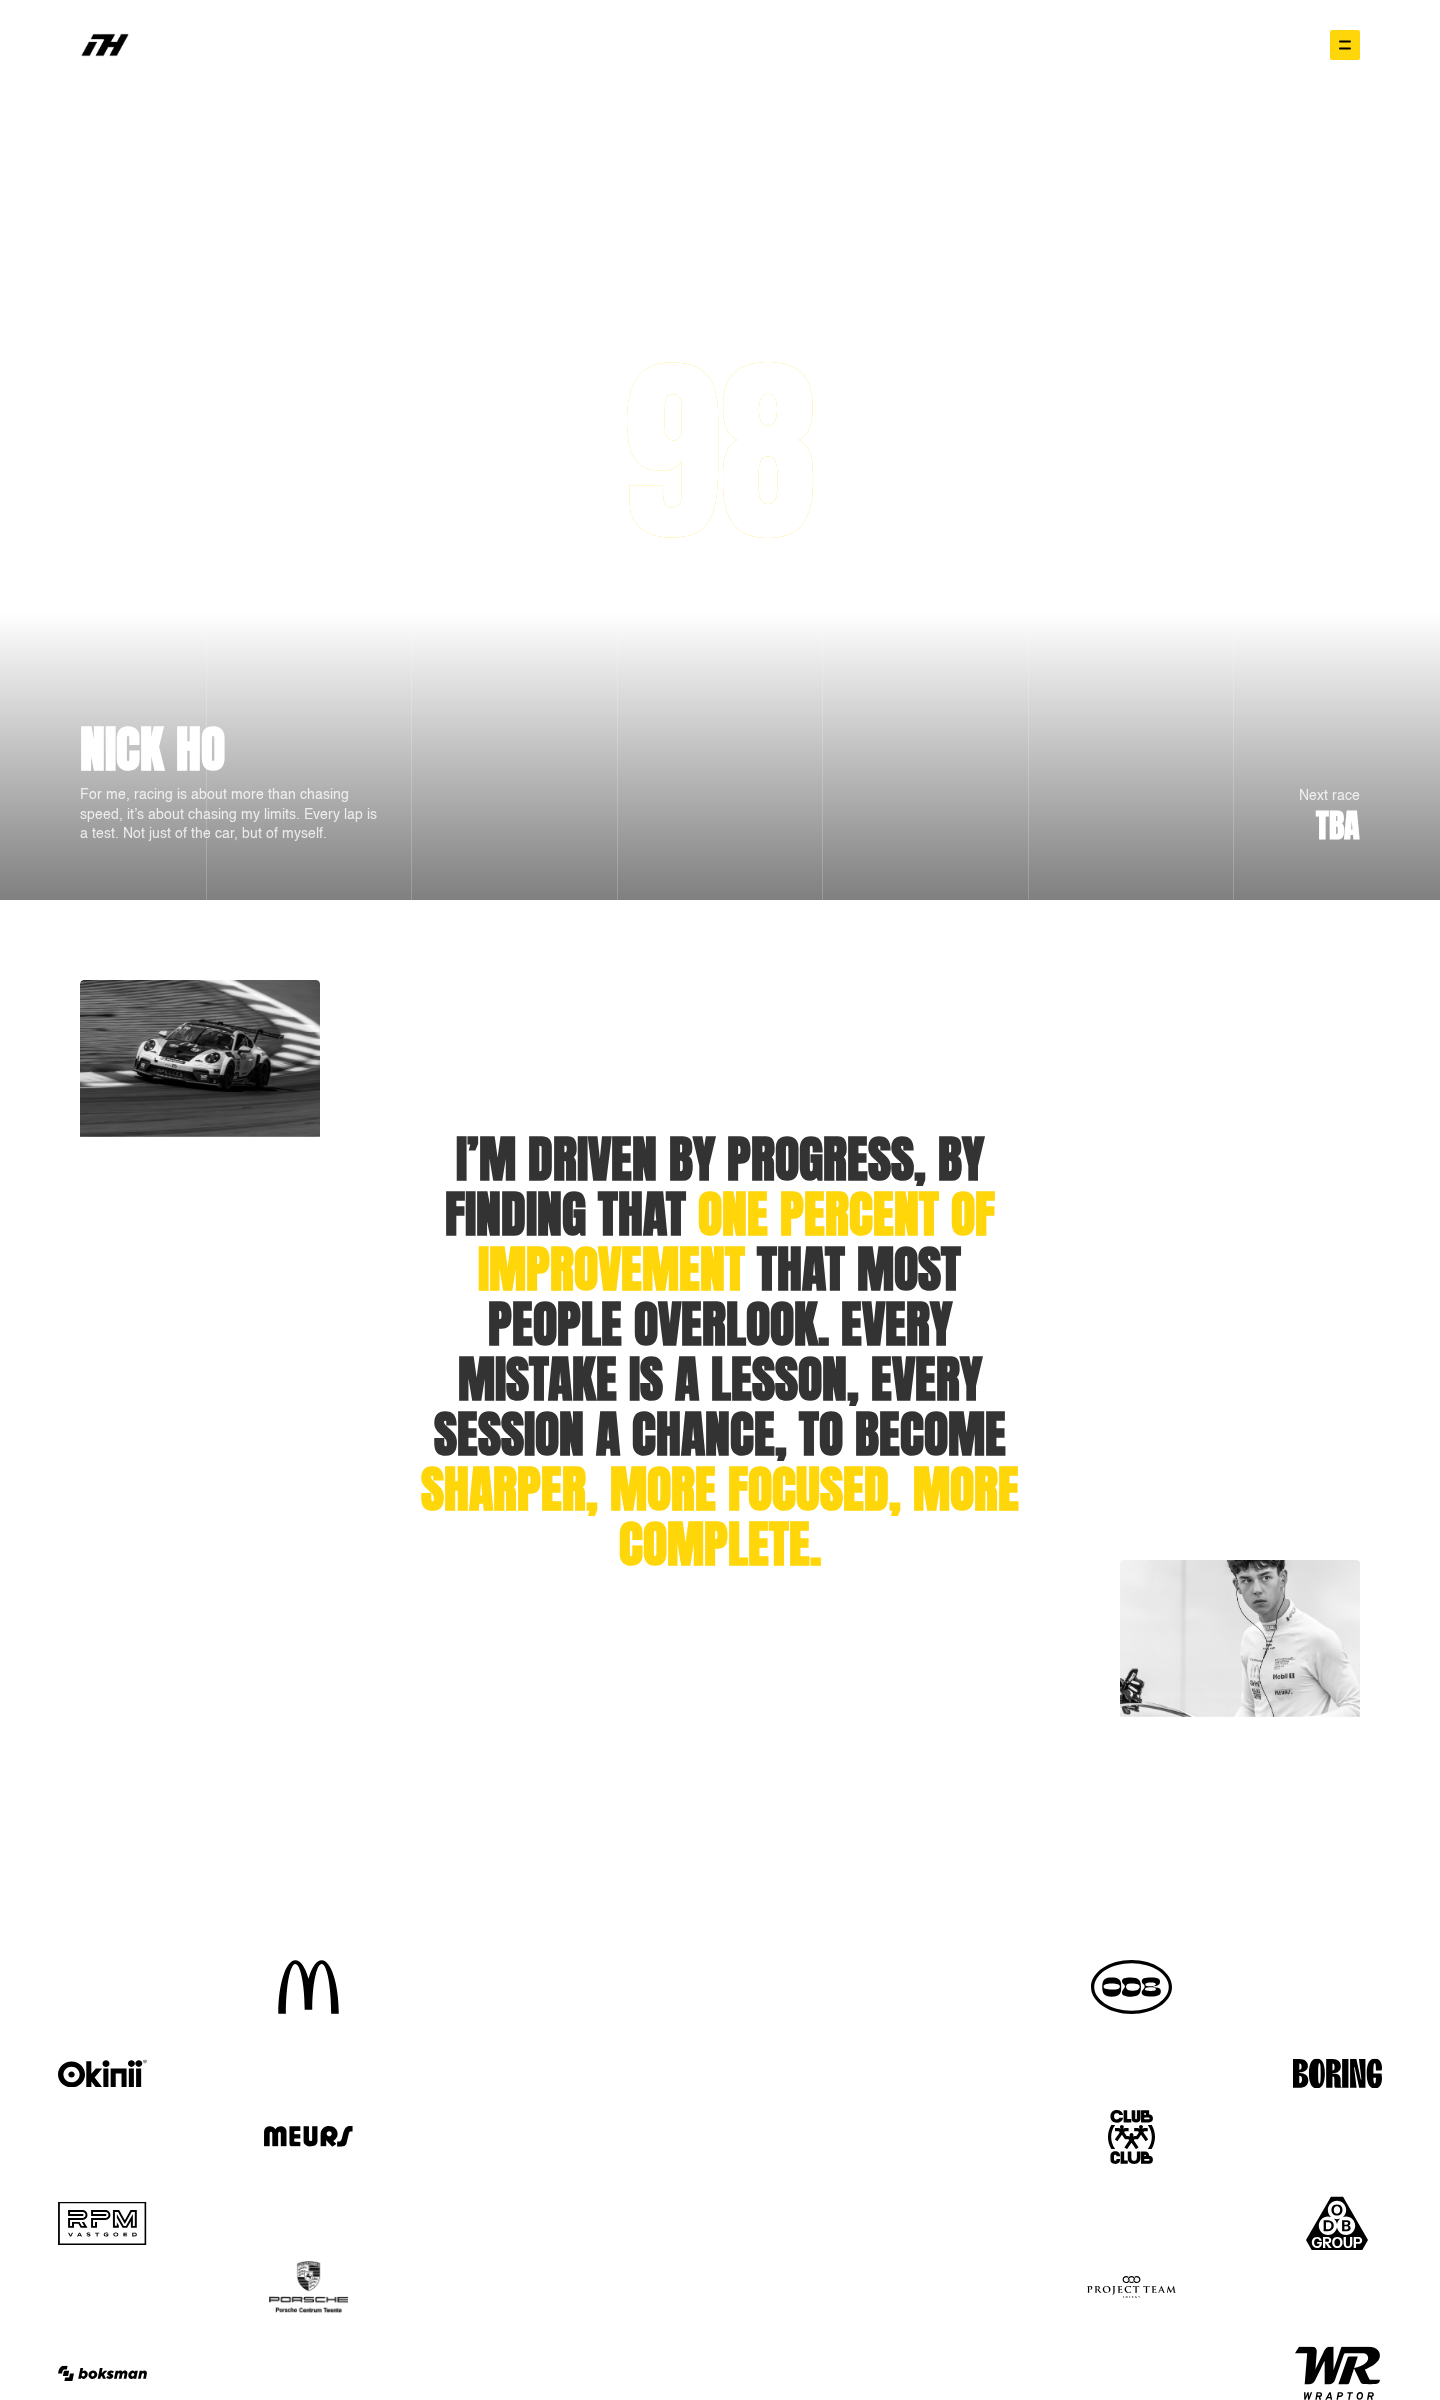 98
NICK HO
For me, racing is about more than chasing
speed, it’s about chasing my limits. Every lap is
a test. Not just of the car, but of myself.
Next race
TBA
I’M DRIVEN BY PROGRESS, BY
FINDING THAT ONE PERCENT OF
IMPROVEMENT THAT MOST
PEOPLE OVERLOOK. EVERY
MISTAKE IS A LESSON, EVERY
SESSION A CHANCE, TO BECOME
SHARPER, MORE FOCUSED, MORE
COMPLETE.
Mobil 1
Okinii
BORING
MEURS
CLUB
CLUB
RPM
VASTGOED
ODB
GROUP
PORSCHE
Porsche Centrum Twente
PROJECT TEAM
boksman
WR
WRAPTOR